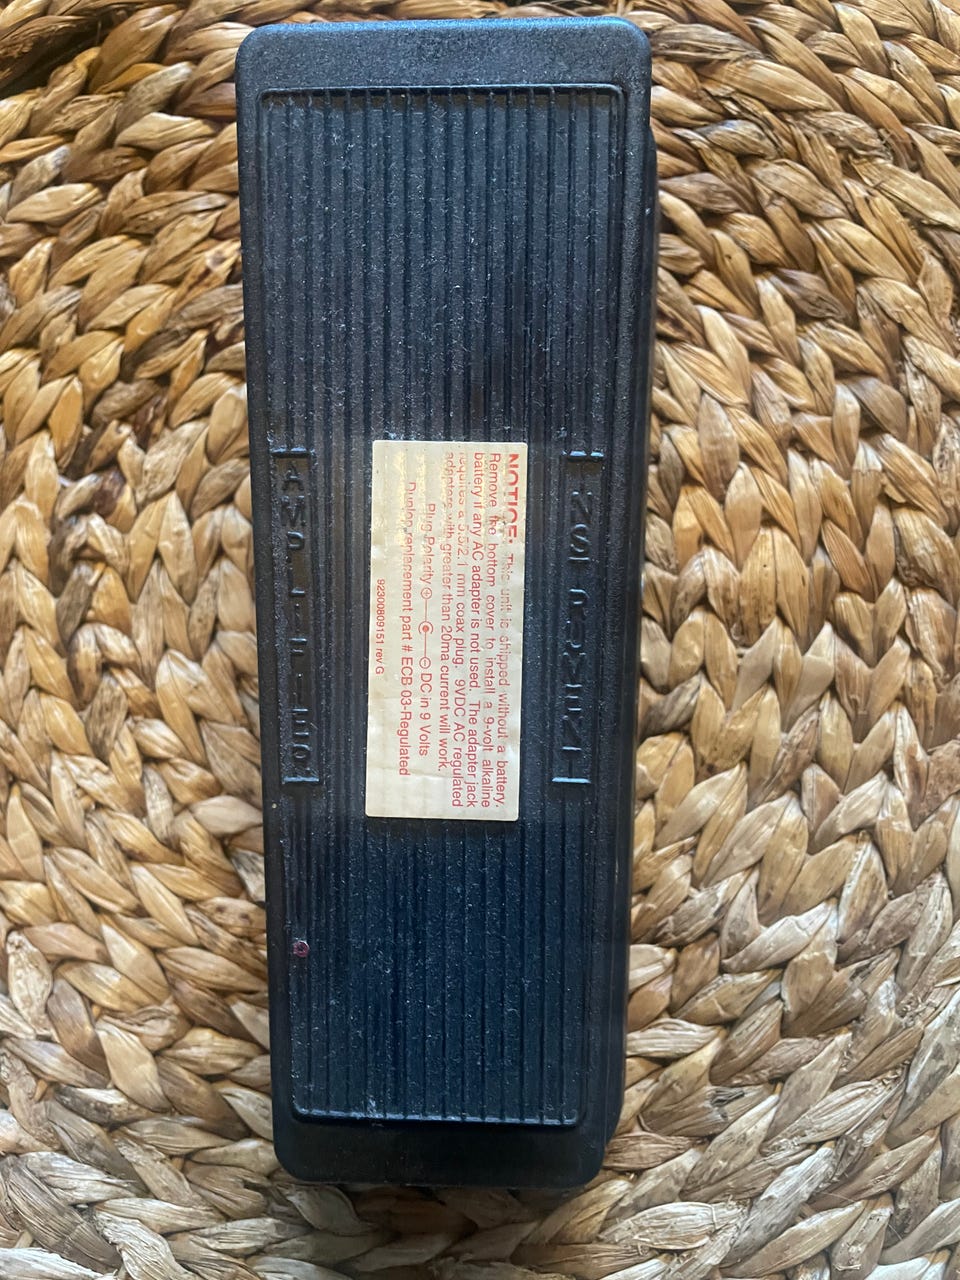 NOTICE: This unit is shipped without a battery.
Remove the bottom cover to install a 9-volt alkaline
battery if any AC adapter is not used. The adapter jack
requires a 5.5/2.1 mm coax plug. 9VDC AC regulated
adapters with greater than 20ma current will work.
Plug Polarity + – DC in 9 Volts
Dunlop replacement part # ECB 03-Regulated
92300809151 rev G
AMPLIFIED